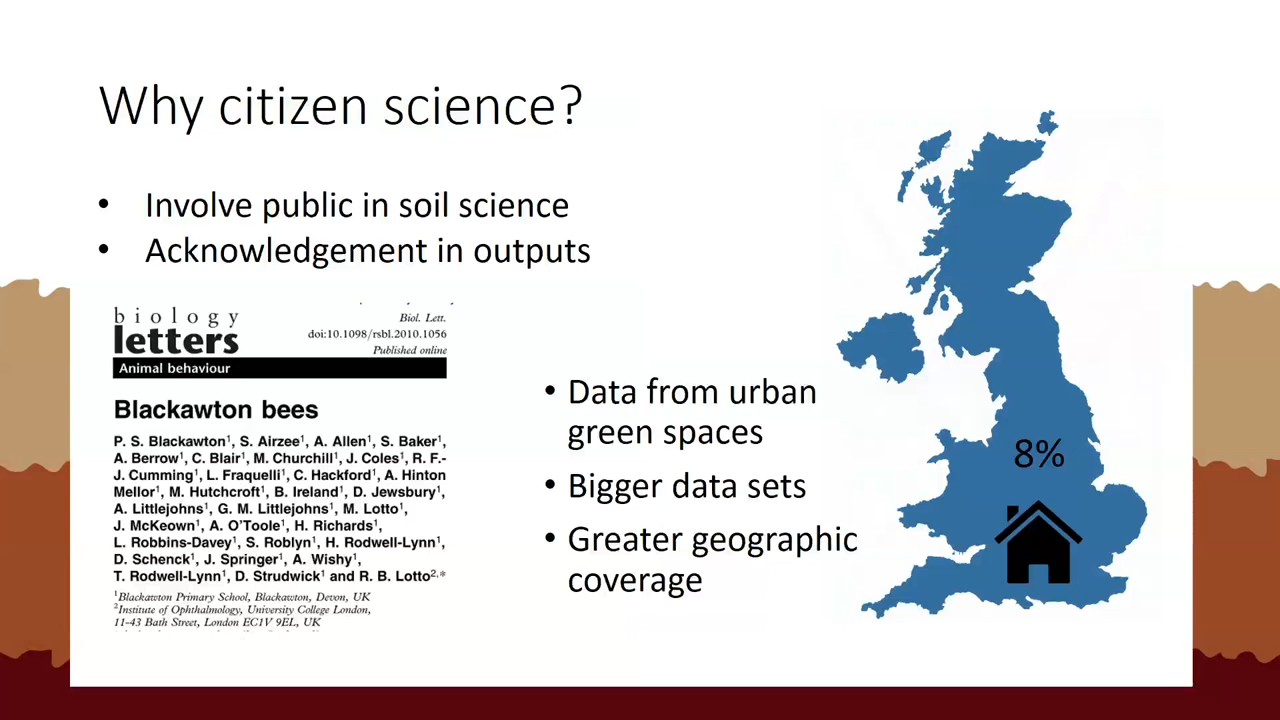 Why citizen science?
• Involve public in soil science
• Acknowledgement in outputs
biology
letters
Animal behaviour
Biol. Lett.
doi:10.1098/rsbl.2010.1056
Published online
Blackawton bees
P. S. Blackawton¹, S. Airzee¹, A. Allen¹, S. Baker¹,
A. Berrow¹, C. Blair¹, M. Churchill¹, J. Coles¹, R. F.-
J. Cumming¹, L. Fraquelli¹, C. Hackford¹, A. Hinton
Mellor¹, M. Hutchcroft¹, B. Ireland¹, D. Jewsbury¹,
A. Littlejohns¹, G. M. Littlejohns¹, M. Lotto¹,
J. McKeown¹, A. O'Toole¹, H. Richards¹,
L. Robbins-Davey¹, S. Roblyn¹, H. Rodwell-Lynn¹,
D. Schenck¹, J. Springer¹, A. Wishy¹,
T. Rodwell-Lynn¹, D. Strudwick¹ and R. B. Lotto²,*
¹Blackawton Primary School, Blackawton, Devon, UK
²Institute of Ophthalmology, University College London,
11-43 Bath Street, London EC1V 9EL, UK
• Data from urban
green spaces
• Bigger data sets
• Greater geographic
coverage
8%